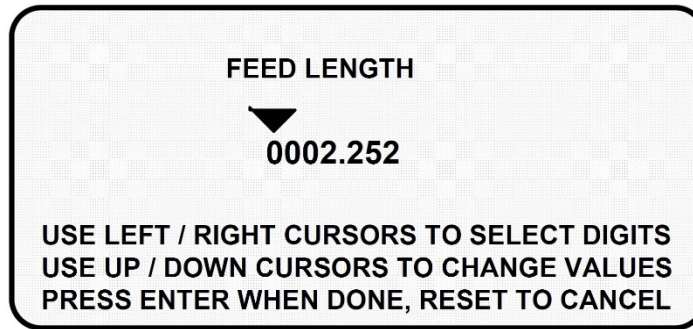 FEED LENGTH
0002.252
USE LEFT / RIGHT CURSORS TO SELECT DIGITS
USE UP / DOWN CURSORS TO CHANGE VALUES
PRESS ENTER WHEN DONE, RESET TO CANCEL